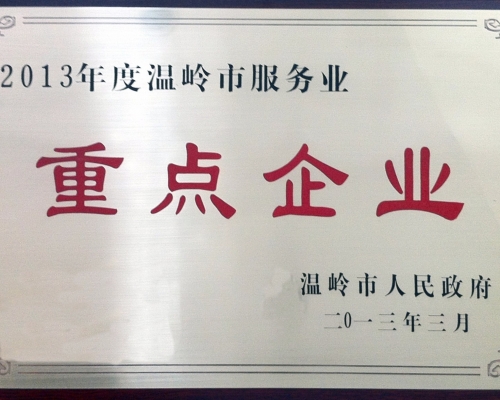 2013年度温岭市服务业
重点企业
温岭市人民政府
二0一三年三月